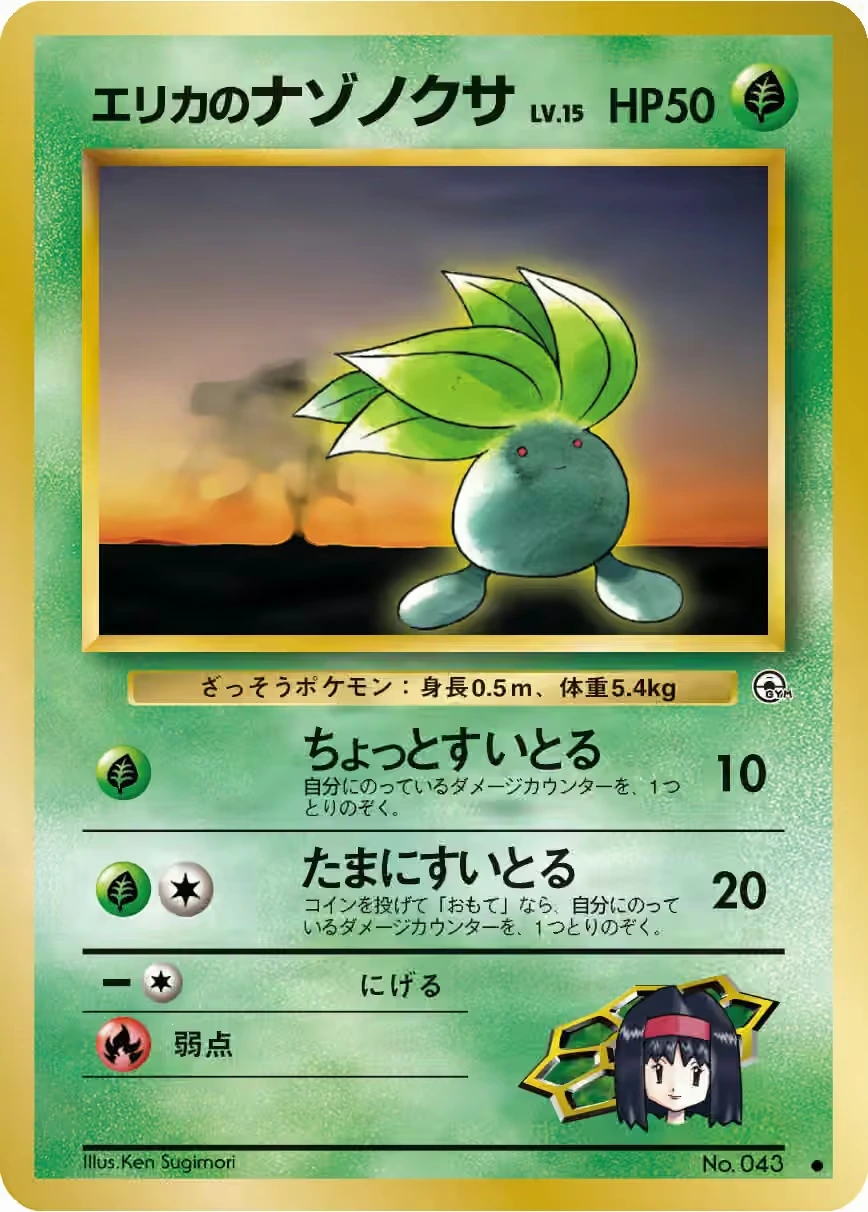 エリカのナゾノクサ LV.15 HP50
ざっそうポケモン：身長0.5m、体重5.4kg
GYM
ちょっとすいとる 10
自分にのっているダメージカウンターを、1つ
とりのぞく。
たまにすいとる 20
コインを投げて「おもて」なら、自分にのって
いるダメージカウンターを、1つとりのぞく。
ー にげる
弱点
Illus.Ken Sugimori No.043